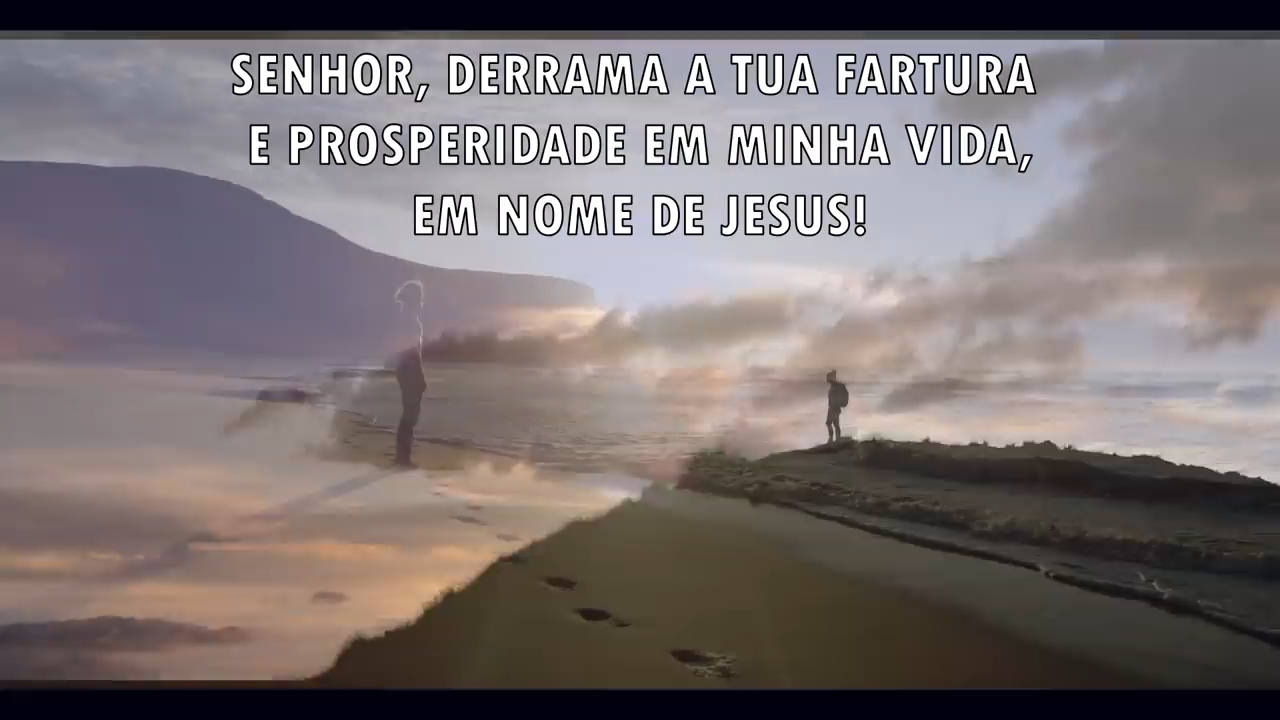 SENHOR, DERRAMA A TUA FARTURA
E PROSPERIDADE EM MINHA VIDA,
EM NOME DE JESUS!